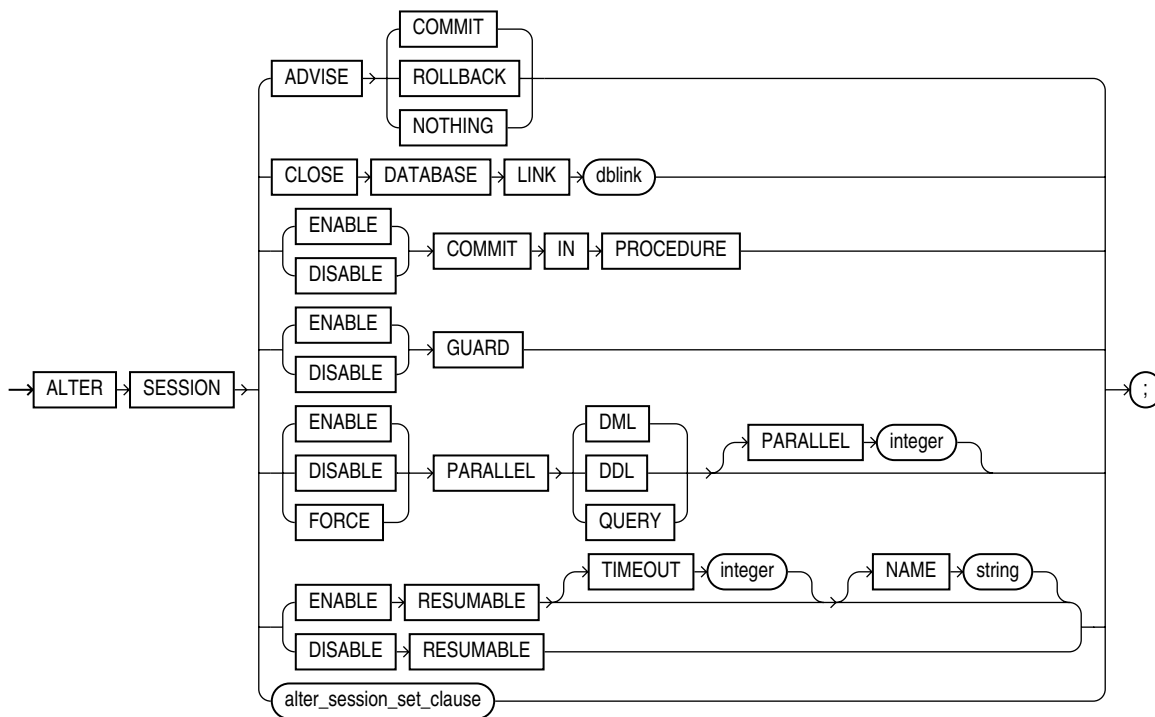 COMMIT
ADVISE ROLLBACK
NOTHING
CLOSE DATABASE LINK dblink
ENABLE
COMMIT IN PROCEDURE
DISABLE
ENABLE
GUARD
DISABLE
ALTER SESSION ;
ENABLE DML PARALLEL integer
DISABLE PARALLEL DDL
FORCE QUERY
TIMEOUT integer NAME string
ENABLE RESUMABLE
DISABLE RESUMABLE
alter_session_set_clause